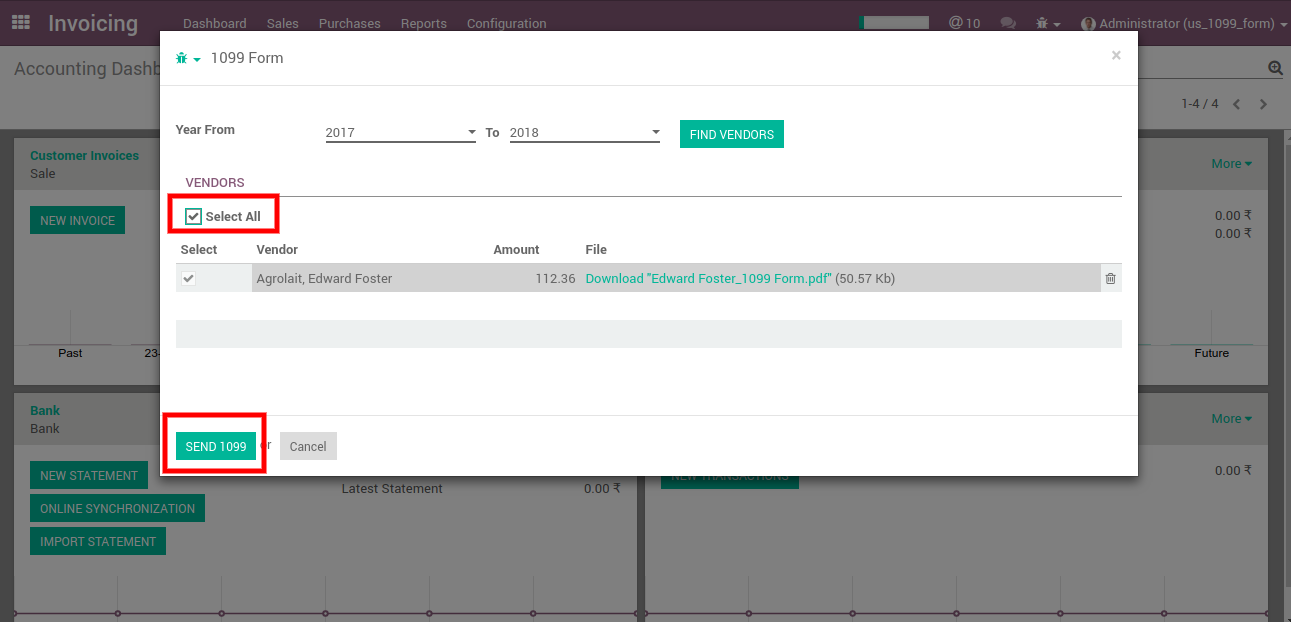 Invoicing Dashboard Sales Purchases Reports Configuration @ 10 Administrator (us_1099_form)
Accounting Dashb
1-4 / 4
1099 Form ×
Year From 2017 To 2018 FIND VENDORS
VENDORS
Select All
Select Vendor Amount File
Agrolait, Edward Foster 112.36 Download "Edward Foster_1099 Form.pdf" (50.57 Kb)
SEND 1099 or Cancel
Customer Invoices
Sale
More
NEW INVOICE
0.00 ₹
0.00 ₹
Past 23- Future
Bank
Bank
More
NEW STATEMENT
ONLINE SYNCHRONIZATION
IMPORT STATEMENT
Latest Statement 0.00 ₹
NEW TRANSACTIONS
0.00 ₹